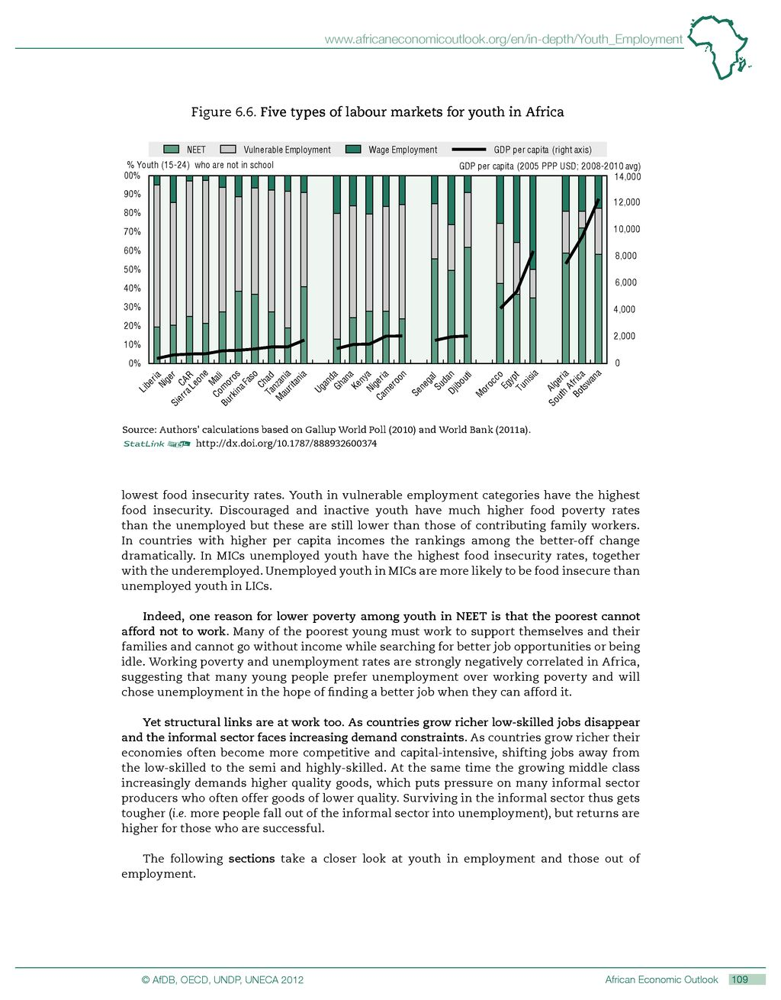 www.africaneconomicoutlook.org/en/in-depth/Youth_Employment
Figure 6.6. Five types of labour markets for youth in Africa
NEET Vulnerable Employment Wage Employment GDP per capita (right axis)
% Youth (15-24) who are not in school GDP per capita (2005 PPP USD; 2008-2010 avg)
00% 14,000
90%
12,000
80%
10,000
70%
60% 8,000
50%
6,000
40%
4,000
30%
20% 2,000
10%
0% 0
Liberia Niger CAR Sierra Leone Mali Comoros Burkina Faso Chad Tanzania Mauritania Uganda Ghana Kenya Nigeria Cameroon Senegal Sudan Djibouti Morocco Egypt Tunisia Algeria South Africa Botswana
Source: Authors' calculations based on Gallup World Poll (2010) and World Bank (2011a).
StatLink http://dx.doi.org/10.1787/888932600374
lowest food insecurity rates. Youth in vulnerable employment categories have the highest
food insecurity. Discouraged and inactive youth have much higher food poverty rates
than the unemployed but these are still lower than those of contributing family workers.
In countries with higher per capita incomes the rankings among the better-off change
dramatically. In MICs unemployed youth have the highest food insecurity rates, together
with the underemployed. Unemployed youth in MICs are more likely to be food insecure than
unemployed youth in LICs.
Indeed, one reason for lower poverty among youth in NEET is that the poorest cannot
afford not to work. Many of the poorest young must work to support themselves and their
families and cannot go without income while searching for better job opportunities or being
idle. Working poverty and unemployment rates are strongly negatively correlated in Africa,
suggesting that many young people prefer unemployment over working poverty and will
chose unemployment in the hope of finding a better job when they can afford it.
Yet structural links are at work too. As countries grow richer low-skilled jobs disappear
and the informal sector faces increasing demand constraints. As countries grow richer their
economies often become more competitive and capital-intensive, shifting jobs away from
the low-skilled to the semi and highly-skilled. At the same time the growing middle class
increasingly demands higher quality goods, which puts pressure on many informal sector
producers who often offer goods of lower quality. Surviving in the informal sector thus gets
tougher (i.e. more people fall out of the informal sector into unemployment), but returns are
higher for those who are successful.
The following sections take a closer look at youth in employment and those out of
employment.
© AfDB, OECD, UNDP, UNECA 2012 African Economic Outlook 109